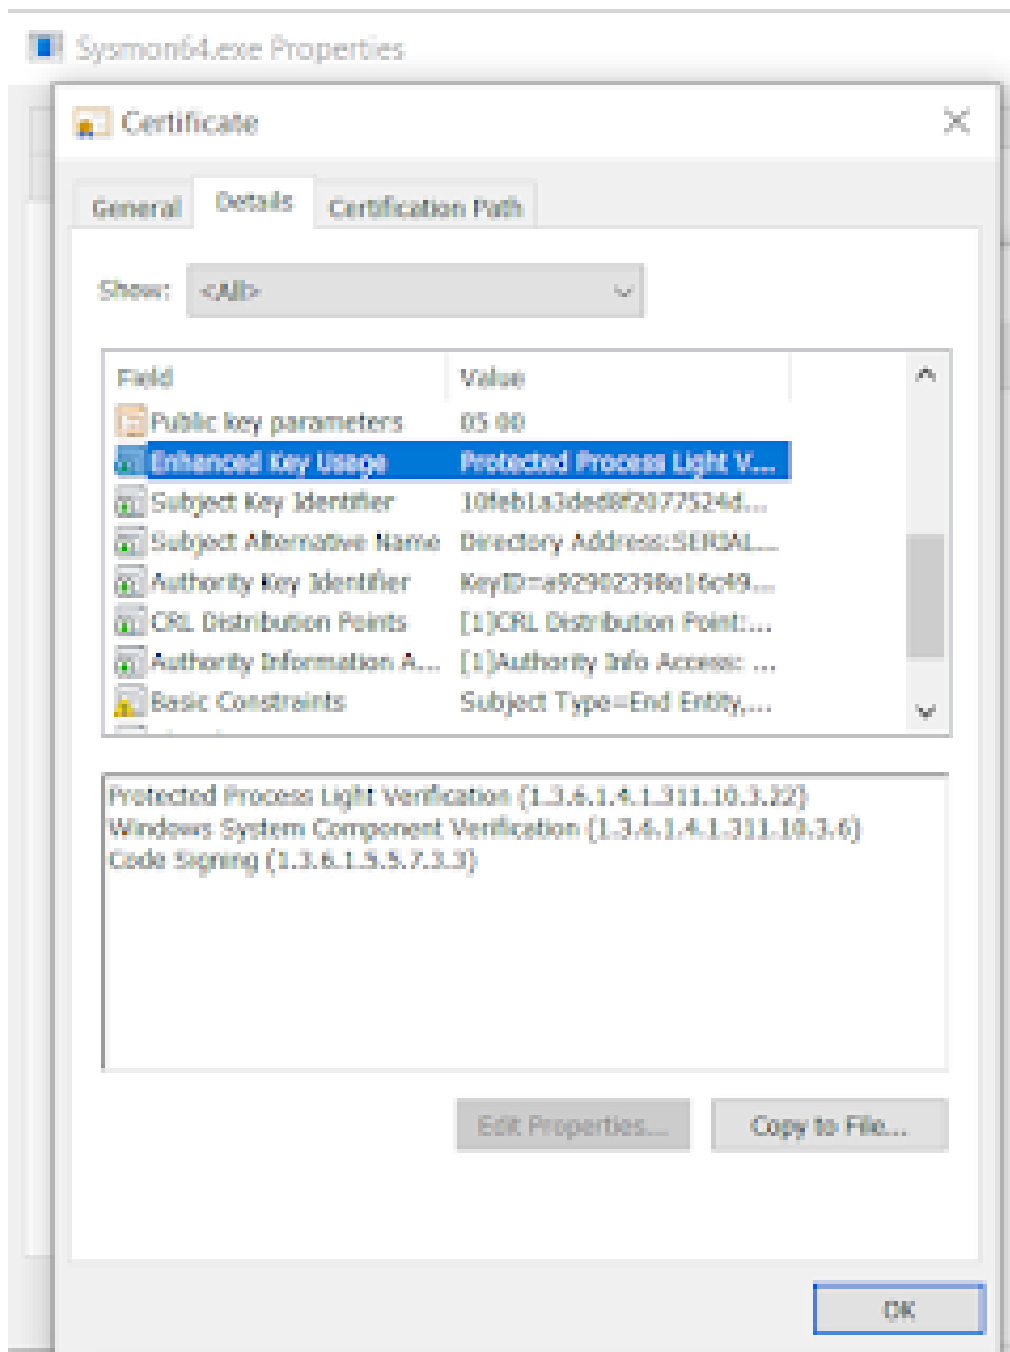 Sysmon64.exe Properties
Certificate
General Details Certification Path
Show: <All>
Field Value
Public key parameters 05 00
Enhanced Key Usage Protected Process Light V...
Subject Key Identifier 10feb1a3ded8f2077524d...
Subject Alternative Name Directory Address:SERIAL...
Authority Key Identifier KeyID=a92902398e16c49...
CRL Distribution Points [1]CRL Distribution Point:...
Authority Information A... [1]Authority Info Access: ...
Basic Constraints Subject Type=End Entity,...
Protected Process Light Verification (1.3.6.1.4.1.311.10.3.22)
Windows System Component Verification (1.3.6.1.4.1.311.10.3.6)
Code Signing (1.3.6.1.5.5.7.3.3)
Edit Properties... Copy to File...
OK